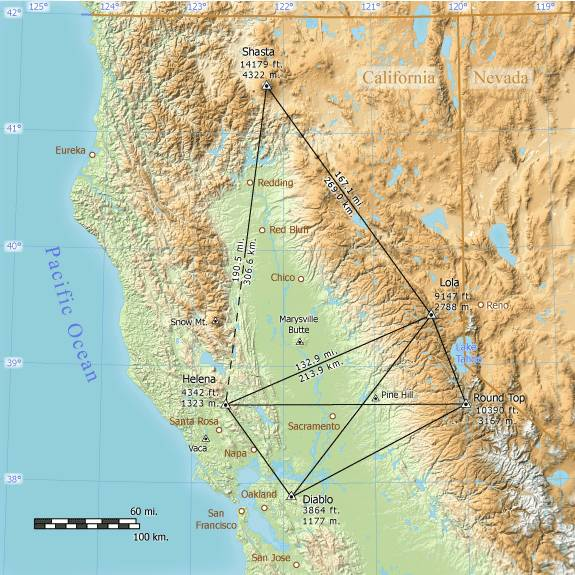 125°
124°
123°
122°
121°
120°
119°
42°
Shasta
14179 ft.
4322 m.
California
Nevada
41°
Eureka
Redding
167.1 mi.
269.0 km.
Red Bluff
40°
190.5 mi.
306.6 km.
Pacific Ocean
Chico
Lola
9147 ft.
2788 m.
Reno
Snow Mt.
Marysville
Butte
Lake
Tahoe
39°
132.9 mi.
213.9 km.
Helena
4342 ft.
1323 m.
Pine Hill
Round Top
10390 ft.
3167 m.
Santa Rosa
Sacramento
Vaca
Napa
38°
Oakland
Diablo
3864 ft.
1177 m.
60 mi.
San
Francisco
100 km.
San Jose